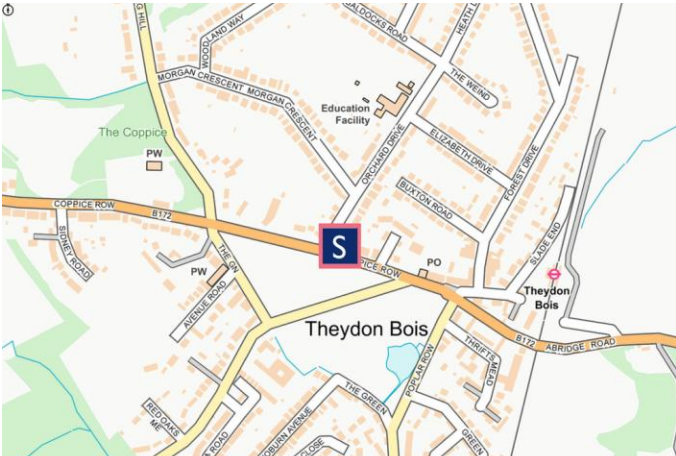 G HILL
WOODLAND WAY
ALDOCKS ROAD
HEATH
THE WEIND
MORGAN CRESCENT
MORGAN CRESCENT
Education
Facility
The Coppice
PW
ORCHARD DRIVE
ELIZABETH DRIVE
FOREST DRIVE
BUXTON ROAD
COPPICE ROW
B172
SIDNEY ROAD
THE GN
S
PICE ROW
PO
SLADE END
PW
AVENUE ROAD
Theydon
Bois
Theydon Bois
B172
ABRIDGE ROAD
THRIFTS
MEAD
POPLAR ROW
THE GREEN
RED OAKS
ME
A ROAD
OBURN AVENUE
CLOSE
GREEN